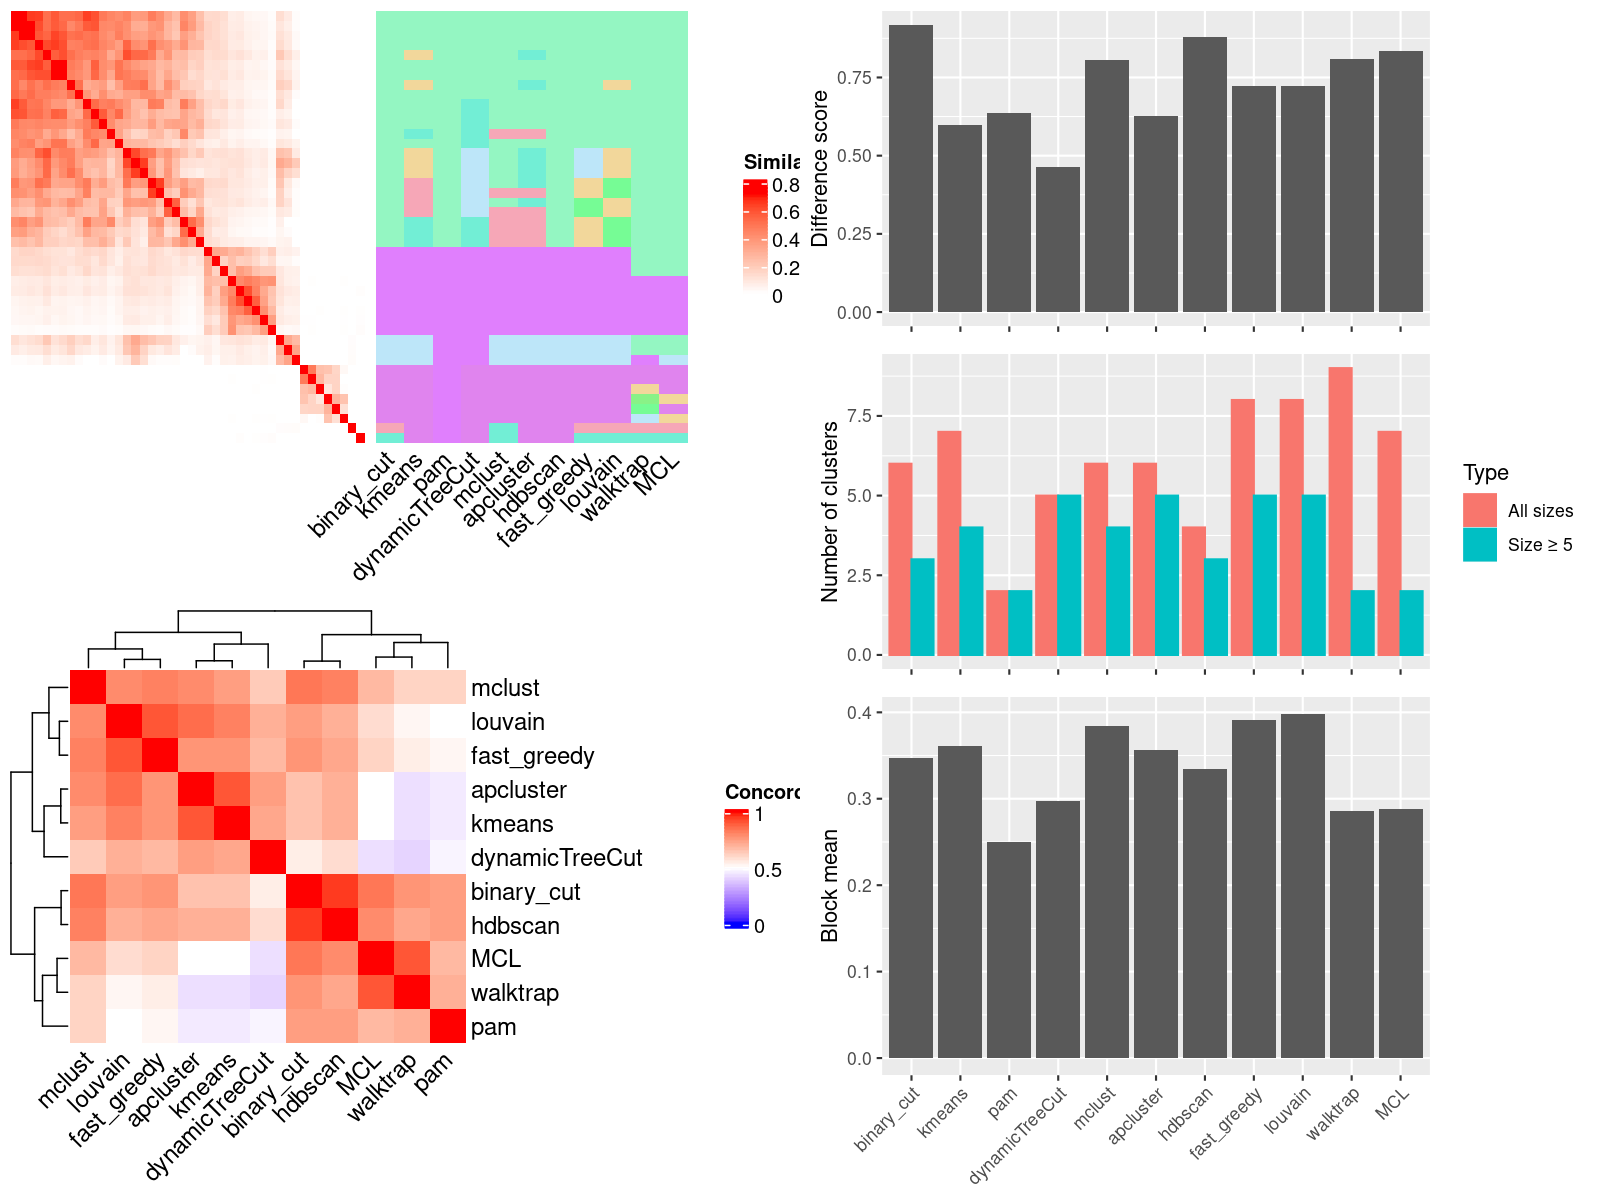 Simila
0.8
0.6
0.4
0.2
0
binary_cut
kmeans
pam
dynamicTreeCut
mclust
apcluster
hdbscan
fast_greedy
louvain
walktrap
MCL
mclust
louvain
fast_greedy
apcluster
kmeans
dynamicTreeCut
binary_cut
hdbscan
MCL
walktrap
pam
mclust
louvain
fast_greedy
apcluster
kmeans
dynamicTreeCut
binary_cut
hdbscan
MCL
walktrap
pam
Concord
1
0.5
0
Difference score
0.75
0.50
0.25
0.00
Number of clusters
7.5
5.0
2.5
0.0
Type
All sizes
Size ≥ 5
Block mean
0.4
0.3
0.2
0.1
0.0
binary_cut
kmeans
pam
dynamicTreeCut
mclust
apcluster
hdbscan
fast_greedy
louvain
walktrap
MCL